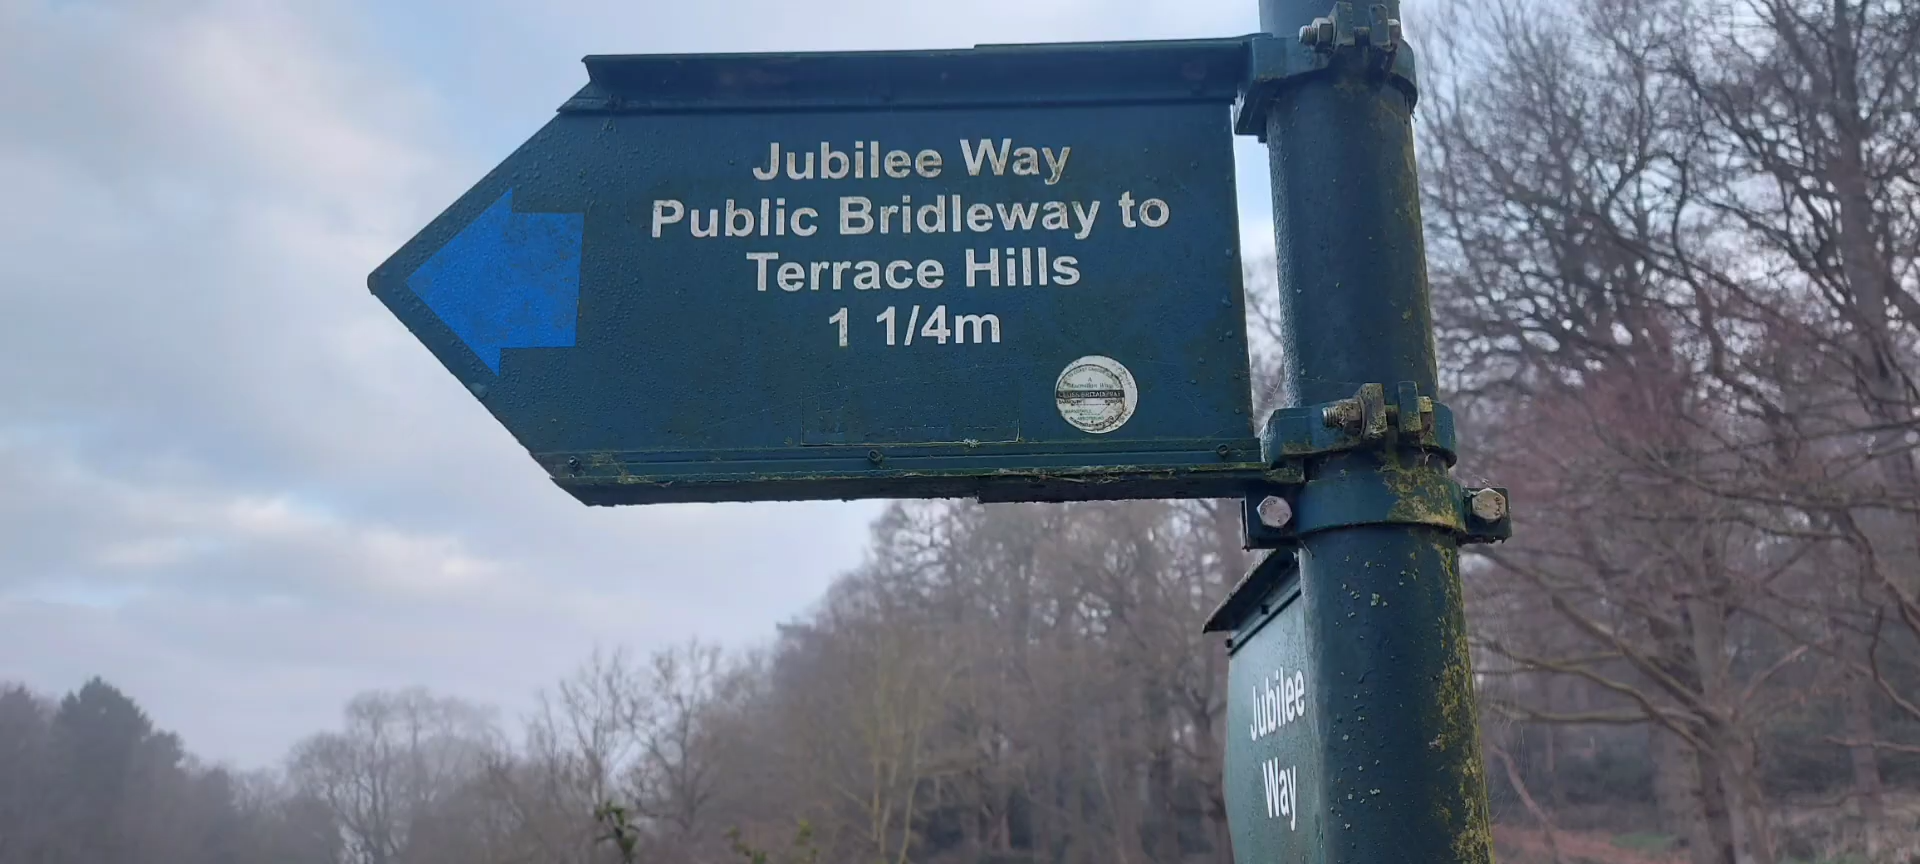 Jubilee Way
Public Bridleway to
Terrace Hills
1 1/4m
Jubilee
Way